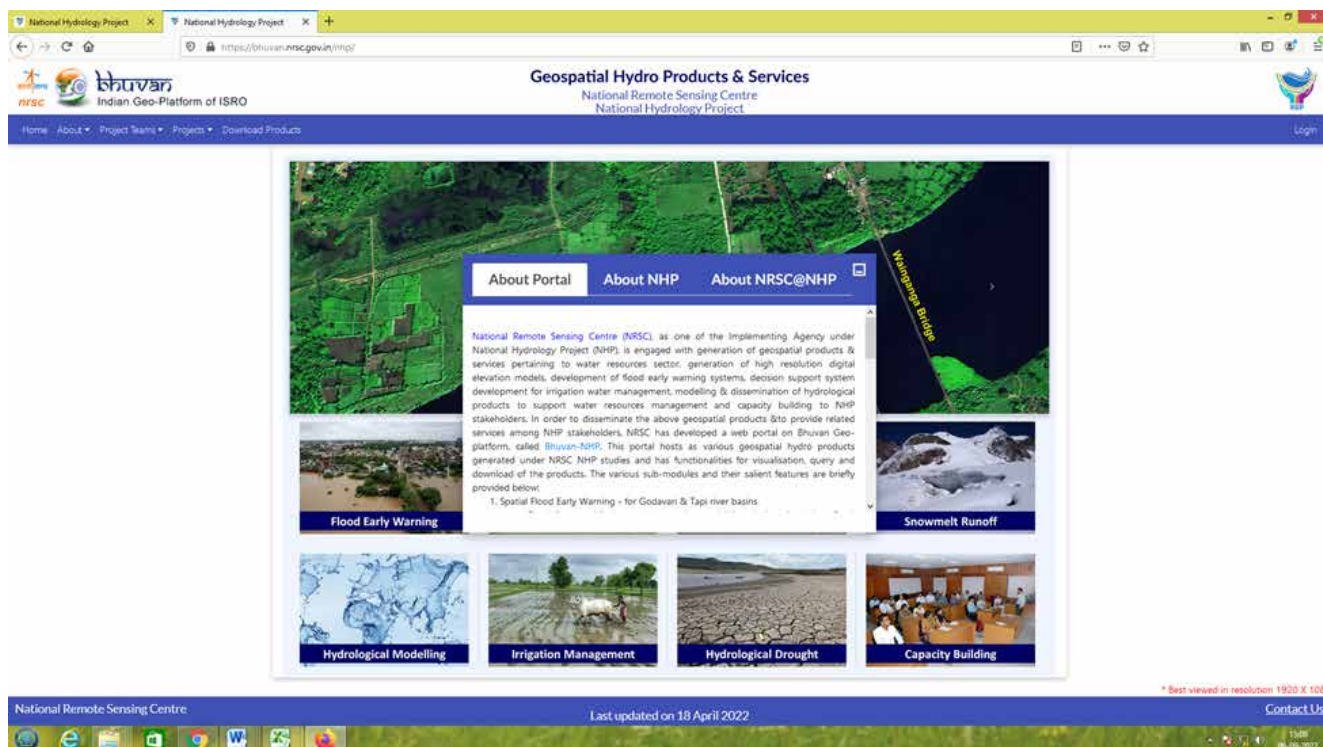 National Hydrology Project
National Hydrology Project
https://bhuvan.nrsc.gov.in/nhp/
nrsc
bhuvan
Indian Geo-Platform of ISRO
Geospatial Hydro Products & Services
National Remote Sensing Centre
National Hydrology Project
Home About Project Teams Projects Download Products
Login
Wainganga Bridge
About Portal About NHP About NRSC@NHP
National Remote Sensing Centre (NRSC), as one of the Implementing Agency under
National Hydrology Project (NHP), is engaged with generation of geospatial products &
services pertaining to water resources sector, generation of high resolution digital
elevation models, development of flood early warning systems, decision support system
development for irrigation water management, modelling & dissemination of hydrological
products to support water resources management and capacity building to NHP
stakeholders. In order to disseminate the above geospatial products &to provide related
services among NHP stakeholders, NRSC has developed a web portal on Bhuvan Geo-
platform, called Bhuvan-NHP. This portal hosts as various geospatial hydro products
generated under NRSC NHP studies and has functionalities for visualisation, query and
download of the products. The various sub-modules and their salient features are briefly
provided below:
1. Spatial Flood Early Warning - for Godavari & Tapi river basins
Flood Early Warning
Snowmelt Runoff
Hydrological Modelling
Irrigation Management
Hydrological Drought
Capacity Building
* Best viewed in resolution 1920 X 108
National Remote Sensing Centre
Last updated on 18 April 2022
Contact Us
15:08